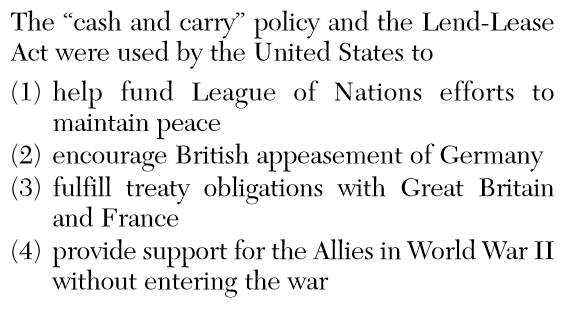 The “cash and carry” policy and the Lend-Lease
Act were used by the United States to
(1) help fund League of Nations efforts to
maintain peace
(2) encourage British appeasement of Germany
(3) fulfill treaty obligations with Great Britain
and France
(4) provide support for the Allies in World War II
without entering the war